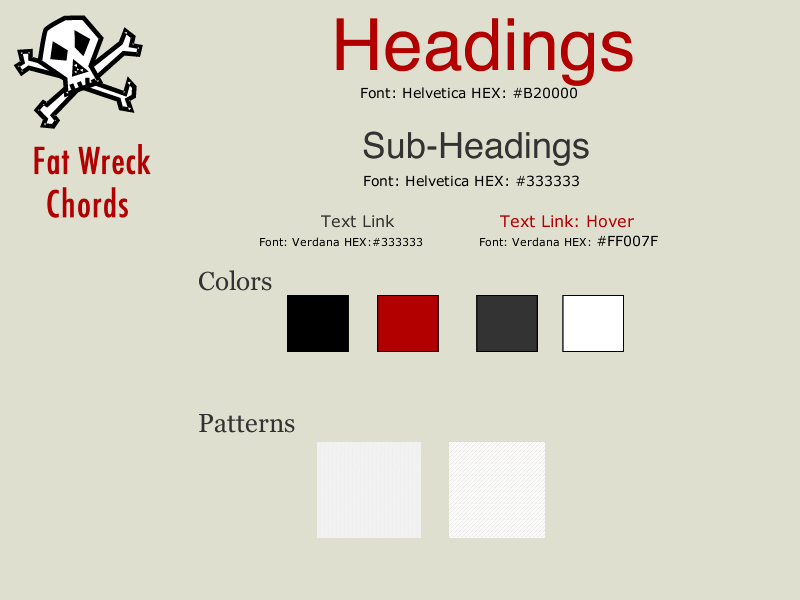 Fat Wreck
Chords
Headings
Font: Helvetica HEX: #B20000
Sub-Headings
Font: Helvetica HEX: #333333
Text Link
Font: Verdana HEX:#333333
Text Link: Hover
Font: Verdana HEX: #FF007F
Colors
Patterns